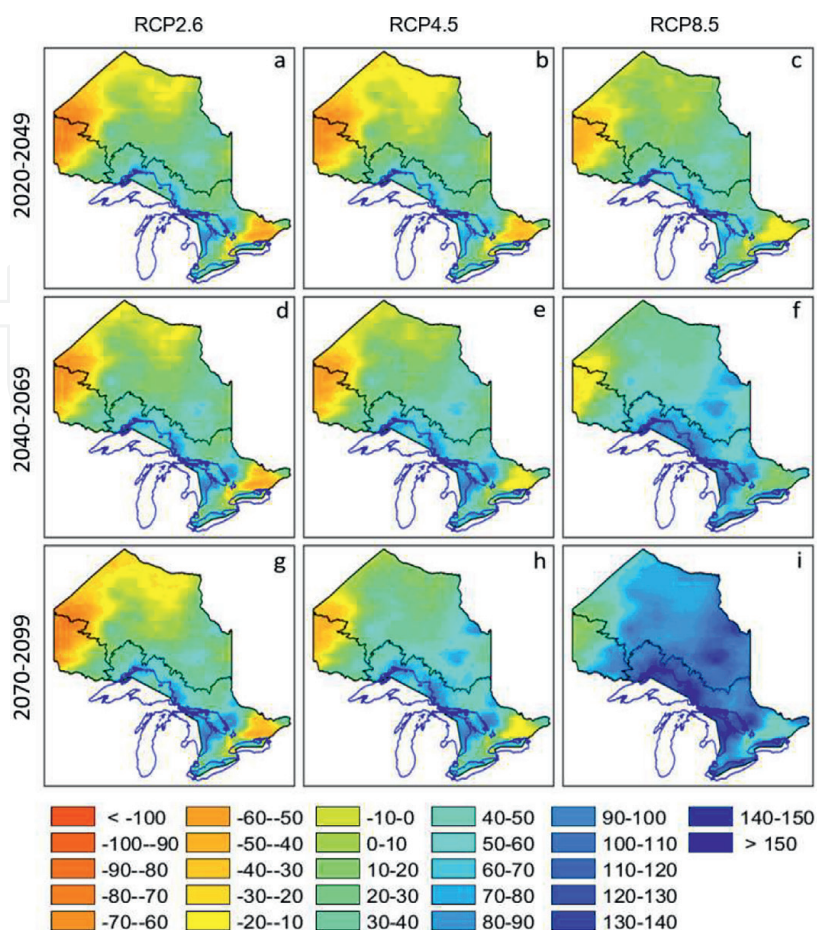 RCP2.6 RCP4.5 RCP8.5
2020-2049
a b c
2040-2069
d e f
2070-2099
g h i
< -100 -60--50 -10-0 40-50 90-100 140-150
-100--90 -50--40 0-10 50-60 100-110 > 150
-90--80 -40--30 10-20 60-70 110-120
-80--70 -30--20 20-30 70-80 120-130
-70--60 -20--10 30-40 80-90 130-140